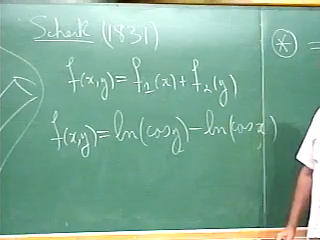 Scherk (1831)
f(x,y) = f₁(x) + f₂(y)
f(x,y) = ln(cos y) − ln(cos x)
* =